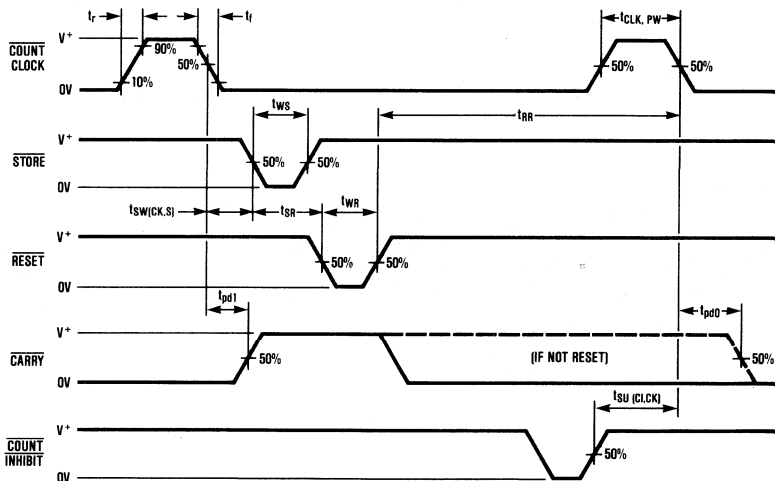 tr
tf
tCLK, PW
V+
90%
COUNT
CLOCK
50%
50%
50%
10%
0V
tWS
tRR
V+
STORE
50%
50%
0V
tSW(CK,S)
tSR
tWR
V+
RESET
50%
50%
0V
tpd1
tpd0
V+
CARRY
50%
(IF NOT RESET)
50%
0V
tSU (CI,CK)
V+
COUNT
INHIBIT
50%
0V